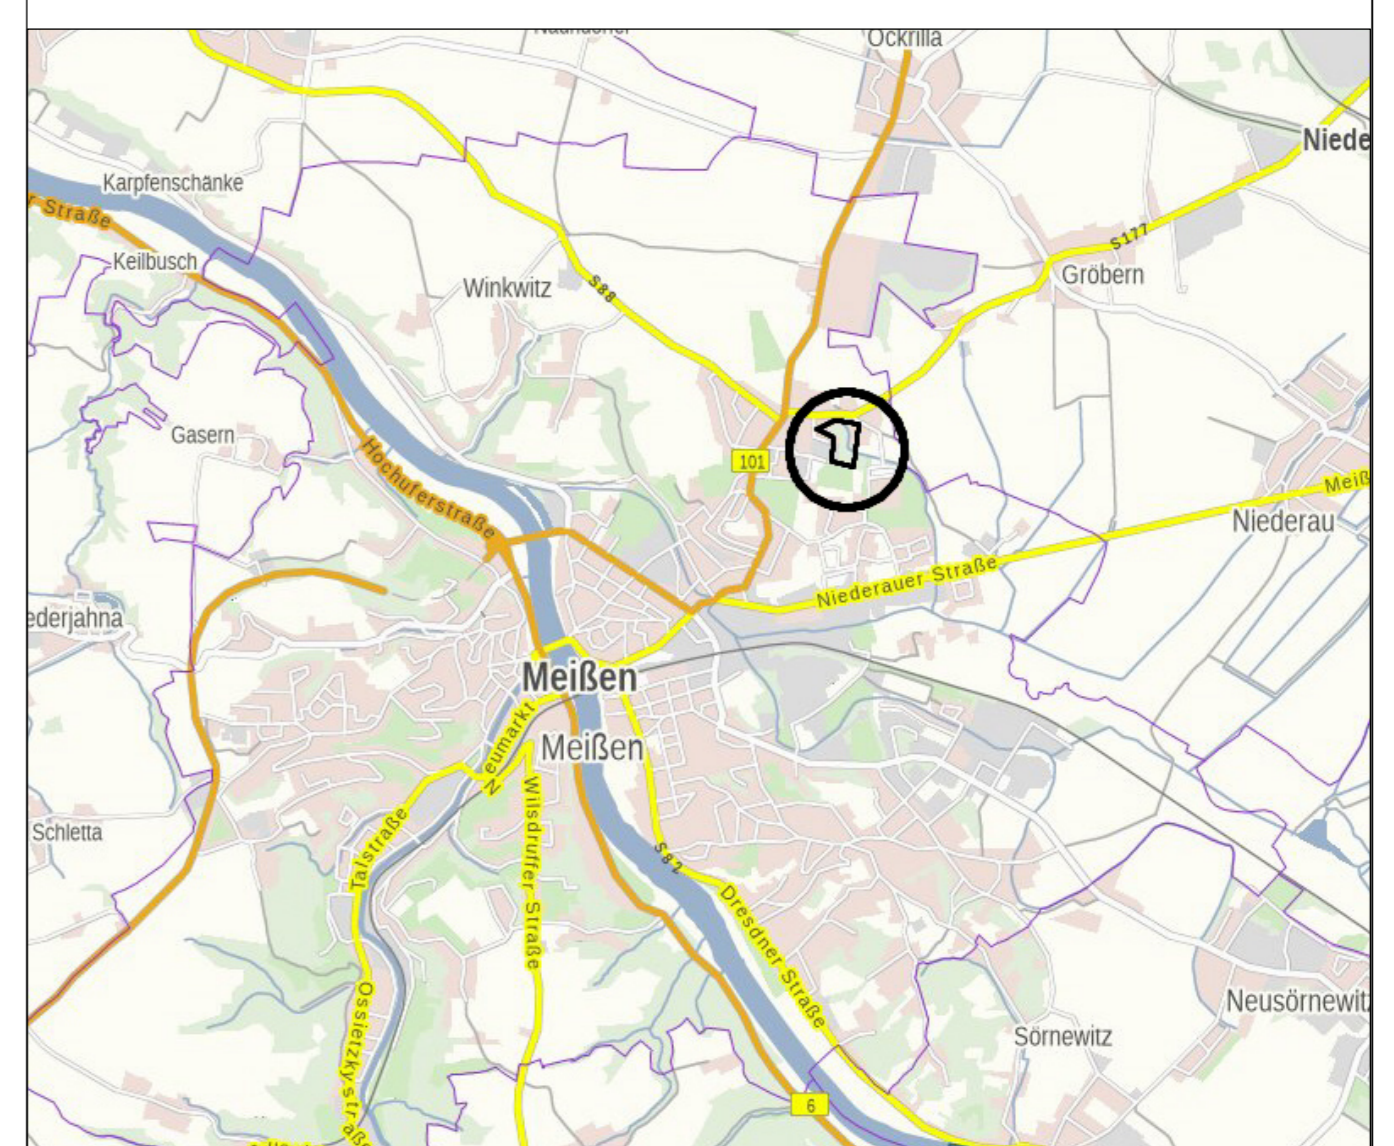 Naundorfer
Ockrilla
Niede
Karpfenschänke
r Straße
S177
Keilbusch
Gröbern
Winkwitz
S88
Gasern
101
Hochuferstraße
Meiß
Niederau
Niederauer Straße
ederjahna
Meißen
Neumarkt
Meißen
Wilsdruffer Straße
Schletta
Talstraße
S82
Dresdner Straße
Ossietzkystraße
Neusörnewitz
Sörnewitz
6